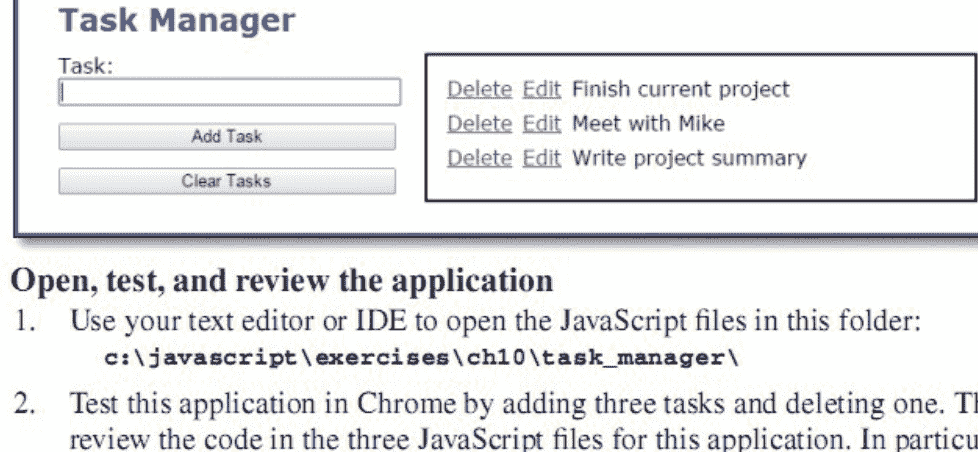 Task Manager
Task:
Add Task
Clear Tasks
Delete Edit Finish current project
Delete Edit Meet with Mike
Delete Edit Write project summary
Open, test, and review the application
1. Use your text editor or IDE to open the JavaScript files in this folder:
c:\javascript\exercises\ch10\task_manager\
2. Test this application in Chrome by adding three tasks and deleting one. Th
review the code in the three JavaScript files for this application. In particu